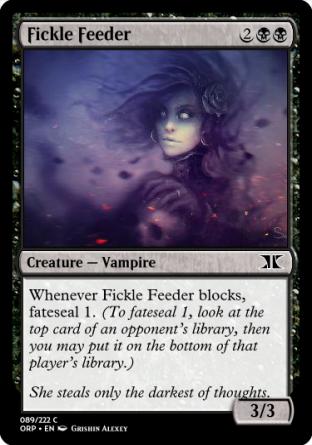 Fickle Feeder 2
Creature — Vampire
Whenever Fickle Feeder blocks,
fateseal 1. (To fateseal 1, look at the
top card of an opponent's library, then
you may put it on the bottom of that
player's library.)
She steals only the darkest of thoughts.
3/3
089/222 C
ORP • EN Grishin Alexey